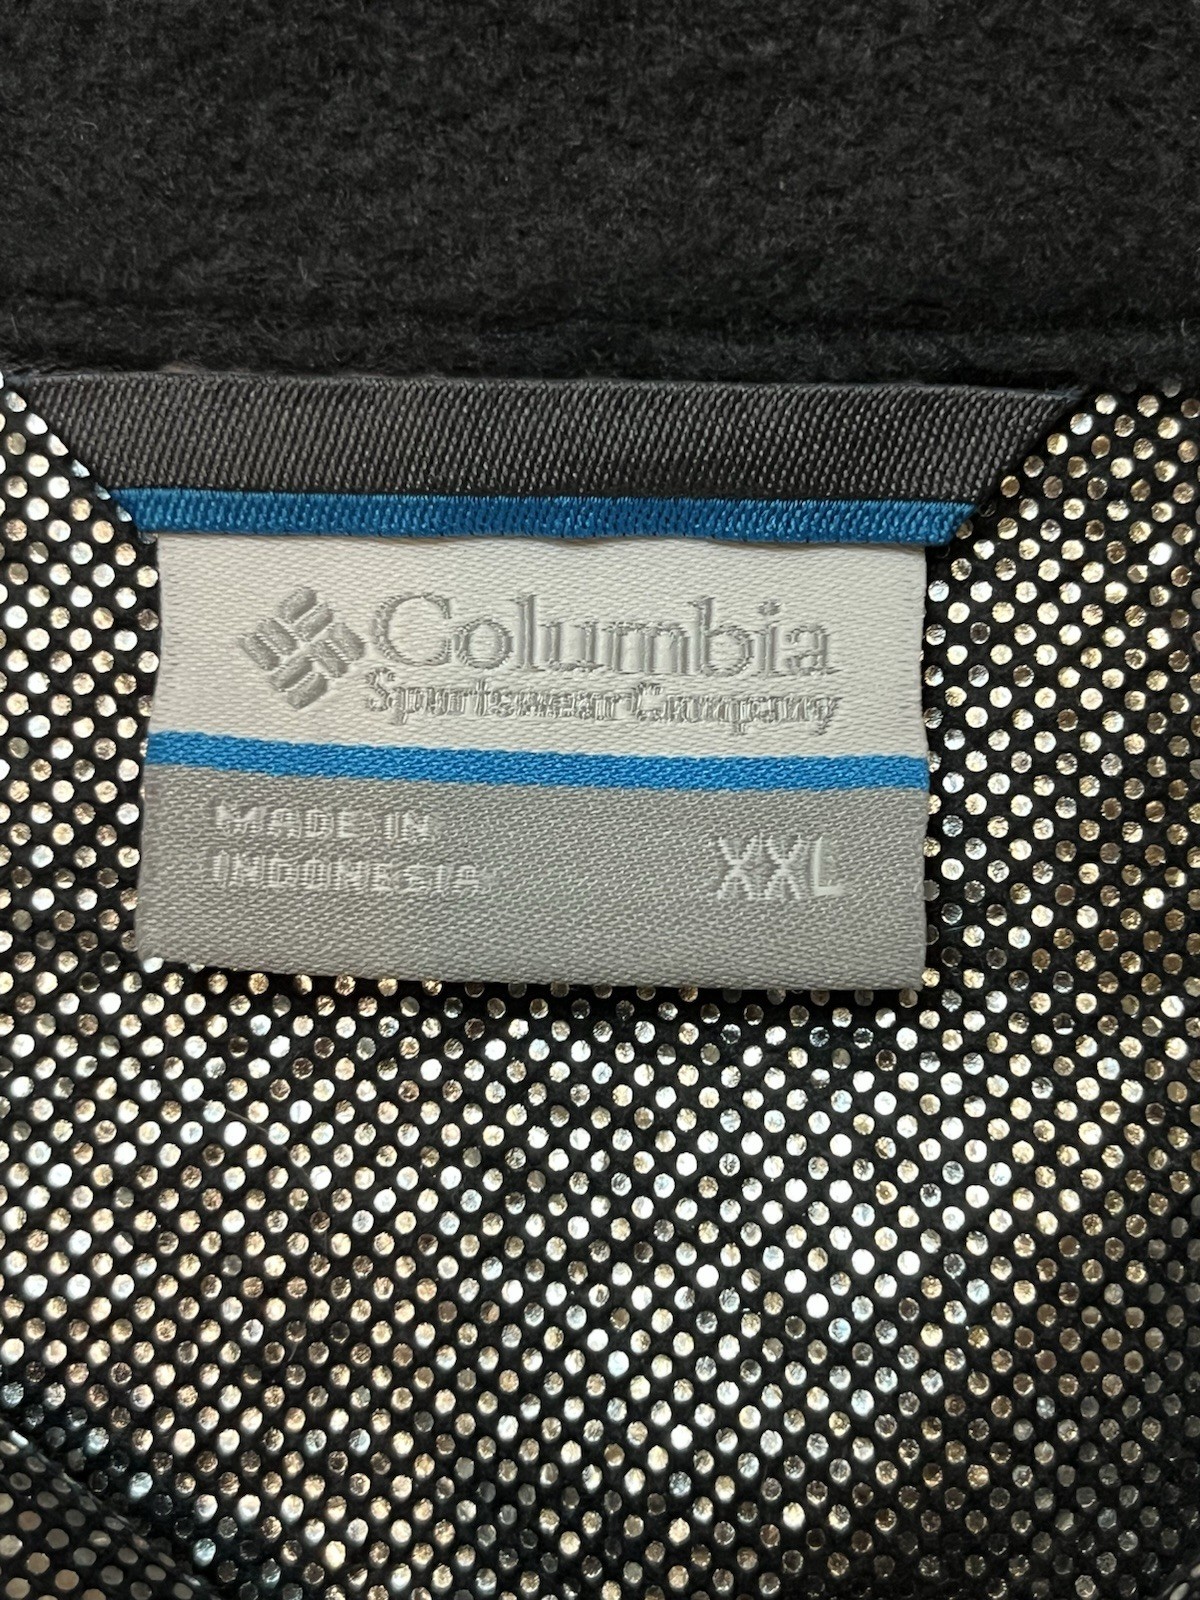 Columbia
Sportswear Company
MADE IN
INDONESIA
XXL